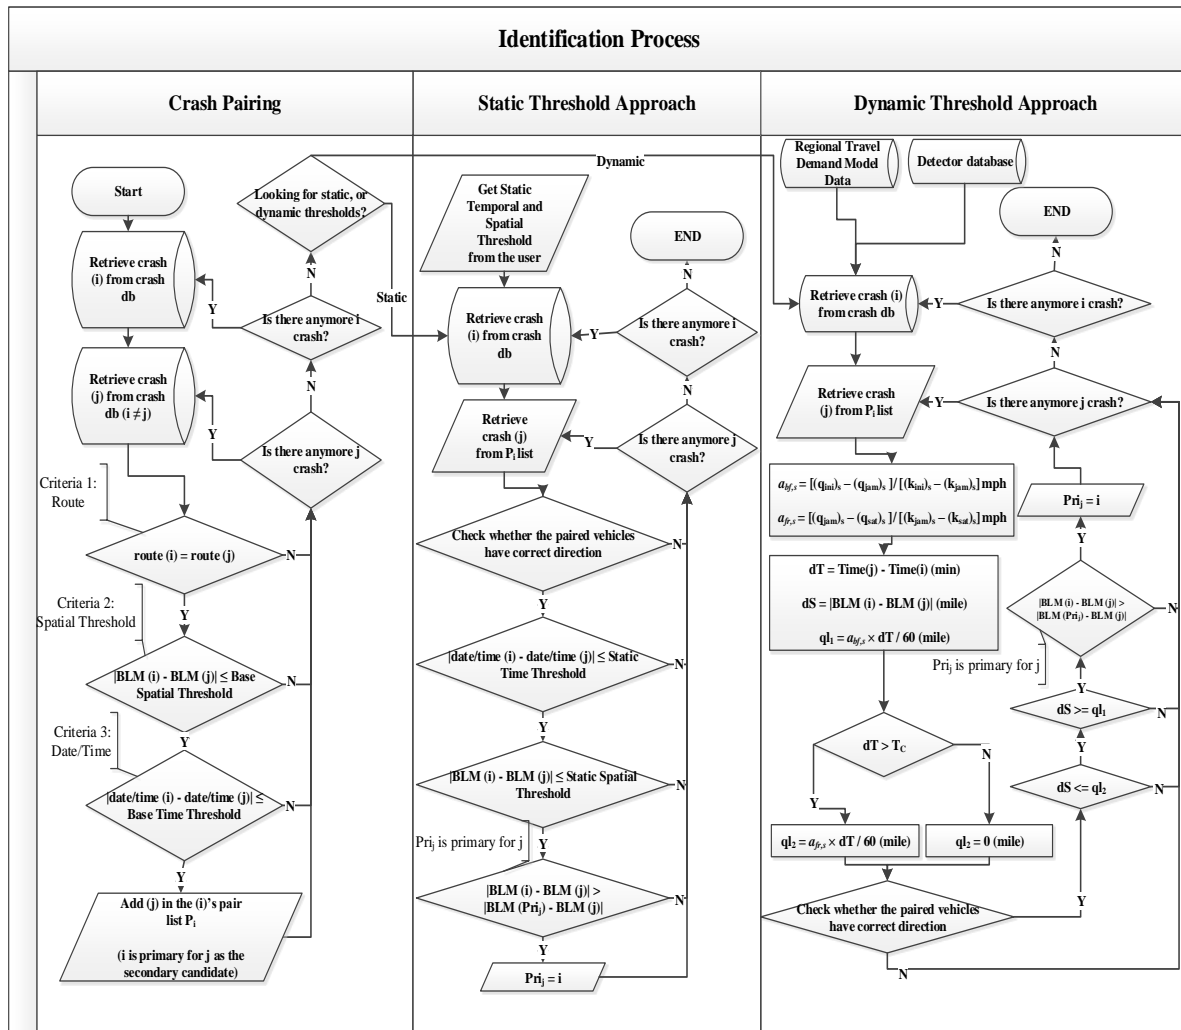 Identification Process
Crash Pairing
Static Threshold Approach
Dynamic Threshold Approach
Start
Retrieve crash
(i) from crash
db
Retrieve crash
(j) from crash
db (i ≠ j)
Criteria 1:
Route
route (i) = route (j)
N
Y
Criteria 2:
Spatial Threshold
|BLM (i) - BLM (j)| ≤ Base
Spatial Threshold
N
Y
Criteria 3:
Date/Time
|date/time (i) - date/time (j)| ≤
Base Time Threshold
N
Y
Add (j) in the (i)'s pair
list Pi
(i is primary for j as the
secondary candidate)
Looking for static, or
dynamic thresholds?
N
Is there anymore i
crash?
Y
N
Is there anymore j
crash?
Y
Dynamic
Static
Get Static
Temporal and
Spatial
Threshold
from the user
Retrieve crash
(i) from crash
db
Retrieve
crash (j)
from Pi list
END
N
Is there anymore i
crash?
Y
N
Is there anymore j
crash?
Y
Check whether the paired vehicles
have correct direction
N
Y
|date/time (i) - date/time (j)| ≤ Static
Time Threshold
N
Y
|BLM (i) - BLM (j)| ≤ Static Spatial
Threshold
N
Y
Prij is primary for j
|BLM (i) - BLM (j)| >
|BLM (Prij) - BLM (j)|
N
Y
Prij = i
Regional Travel
Demand Model
Data
Detector database
END
N
Retrieve crash (i)
from crash db
Y
Is there anymore i crash?
N
Retrieve crash
(j) from Pi list
Y
Is there anymore j crash?
abf,s = [(qini)s − (qjam)s ] / [(kini)s − (kjam)s] mph
afr,s = [(qjam)s − (qsat)s ] / [(kjam)s − (ksat)s] mph
Prij = i
Y
dT = Time(j) - Time(i) (min)
dS = |BLM (i) - BLM (j)| (mile)
ql1 = abf,s × dT / 60 (mile)
|BLM (i) - BLM (j)| >
|BLM (Prij) - BLM (j)|
N
Prij is primary for j
Y
dS >= ql1
N
Y
dT > TC
N
Y
dS <= ql2
N
ql2 = afr,s × dT / 60 (mile)
ql2 = 0 (mile)
Check whether the paired vehicles
have correct direction
Y
N